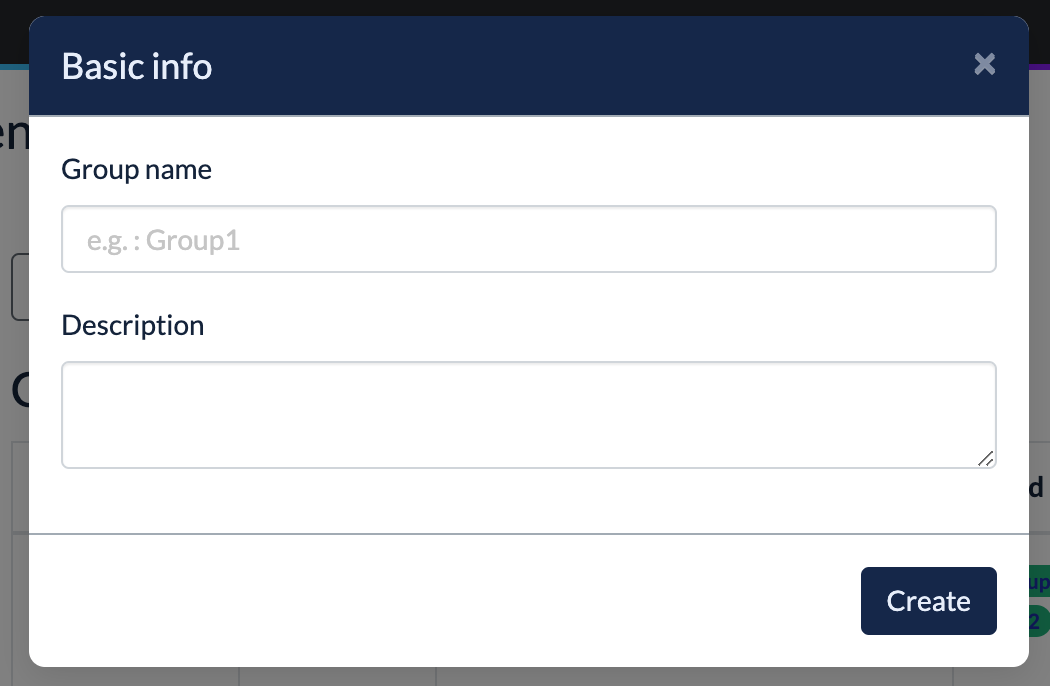 Basic info
×
Group name
e.g. : Group1
Description
Create